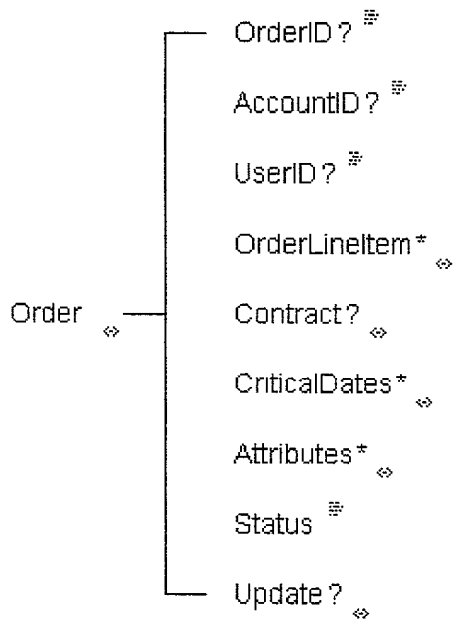 OrderID?
AccountID?
UserID?
OrderLineItem*
Order
Contract?
CriticalDates*
Attributes*
Status
Update?